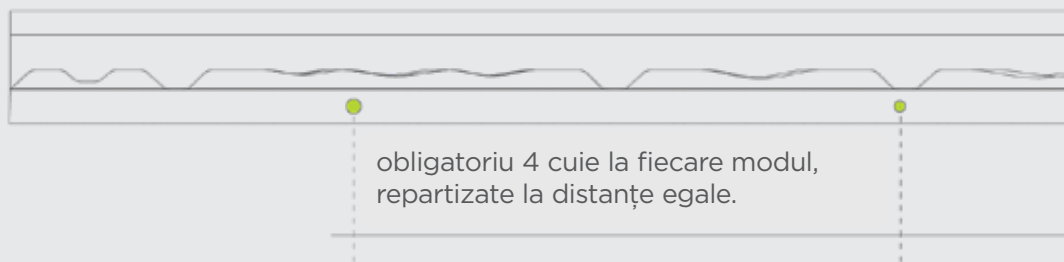 obligatoriu 4 cuie la fiecare modul,
repartizate la distanțe egale.